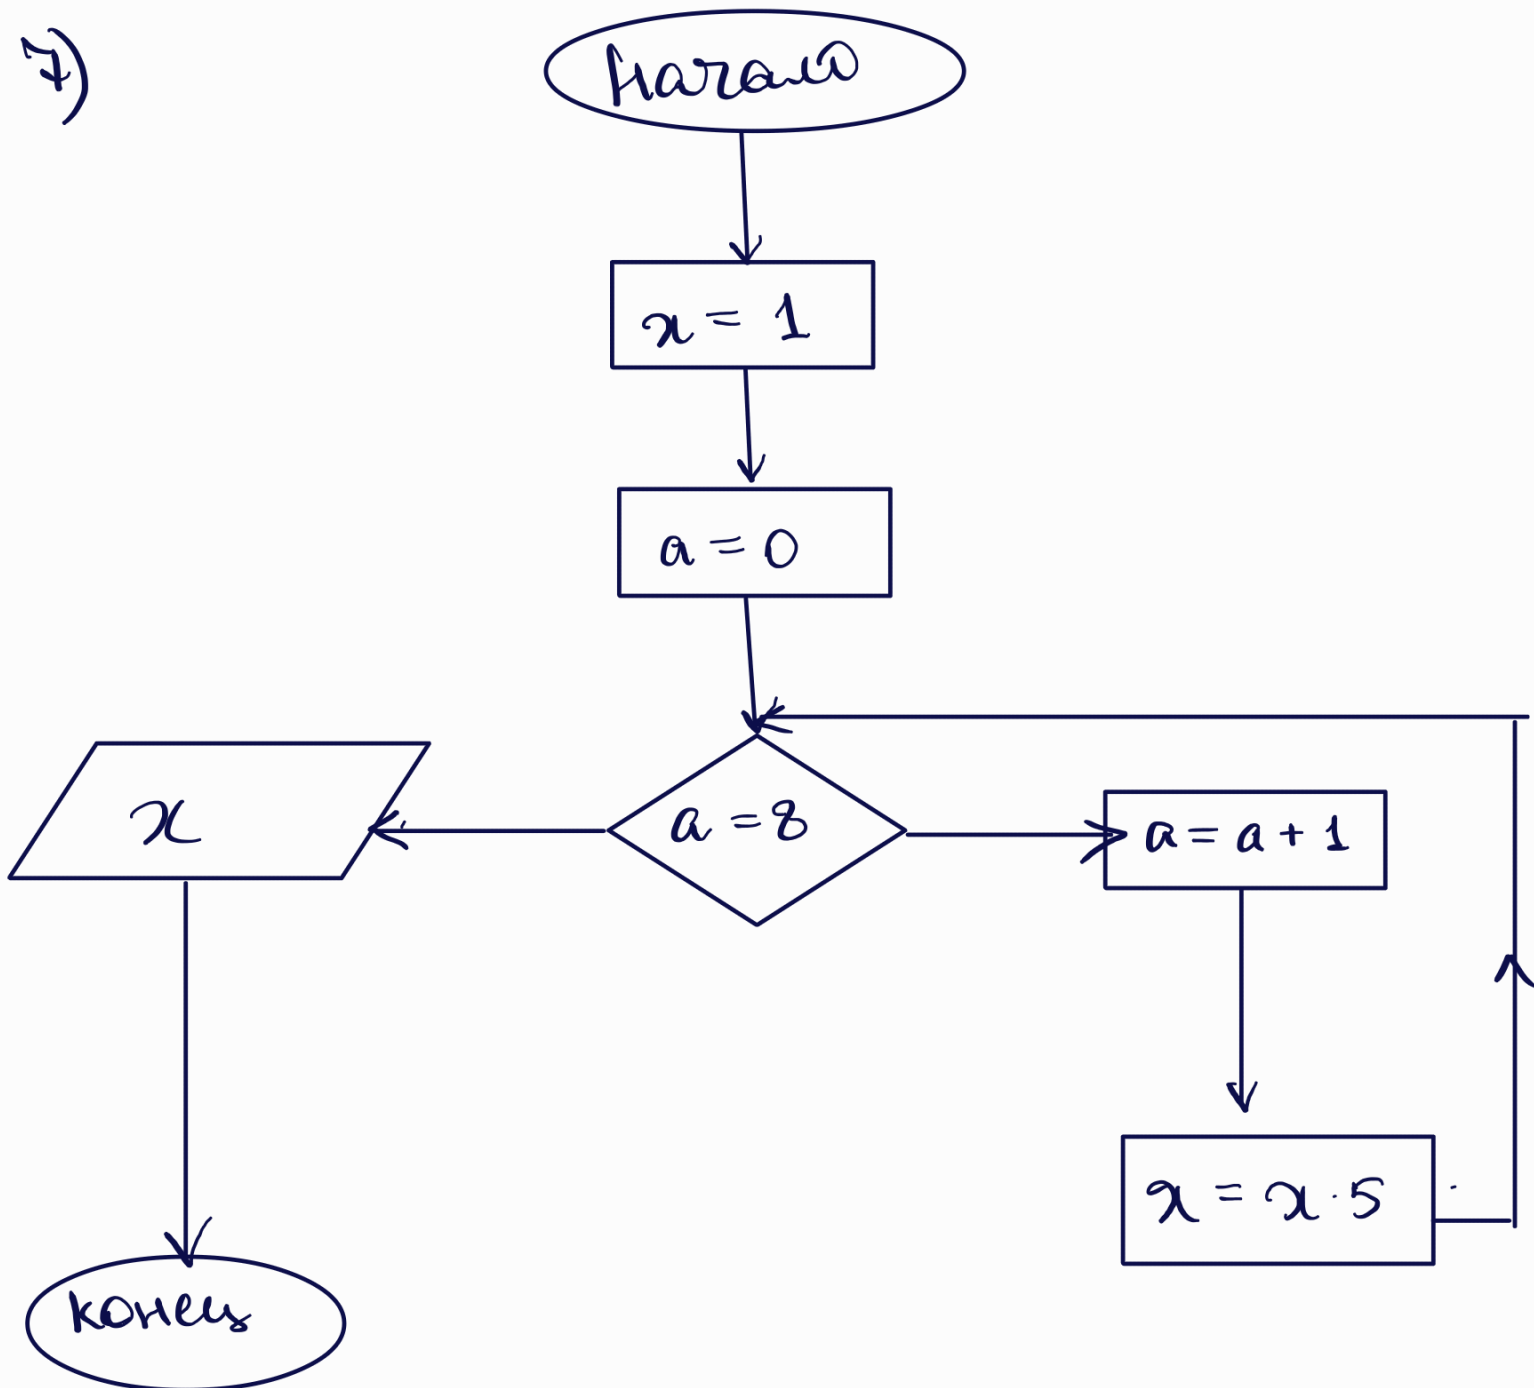 7)
Начало
x = 1
a = 0
a = 8
x
a = a + 1
x = x · 5
конец